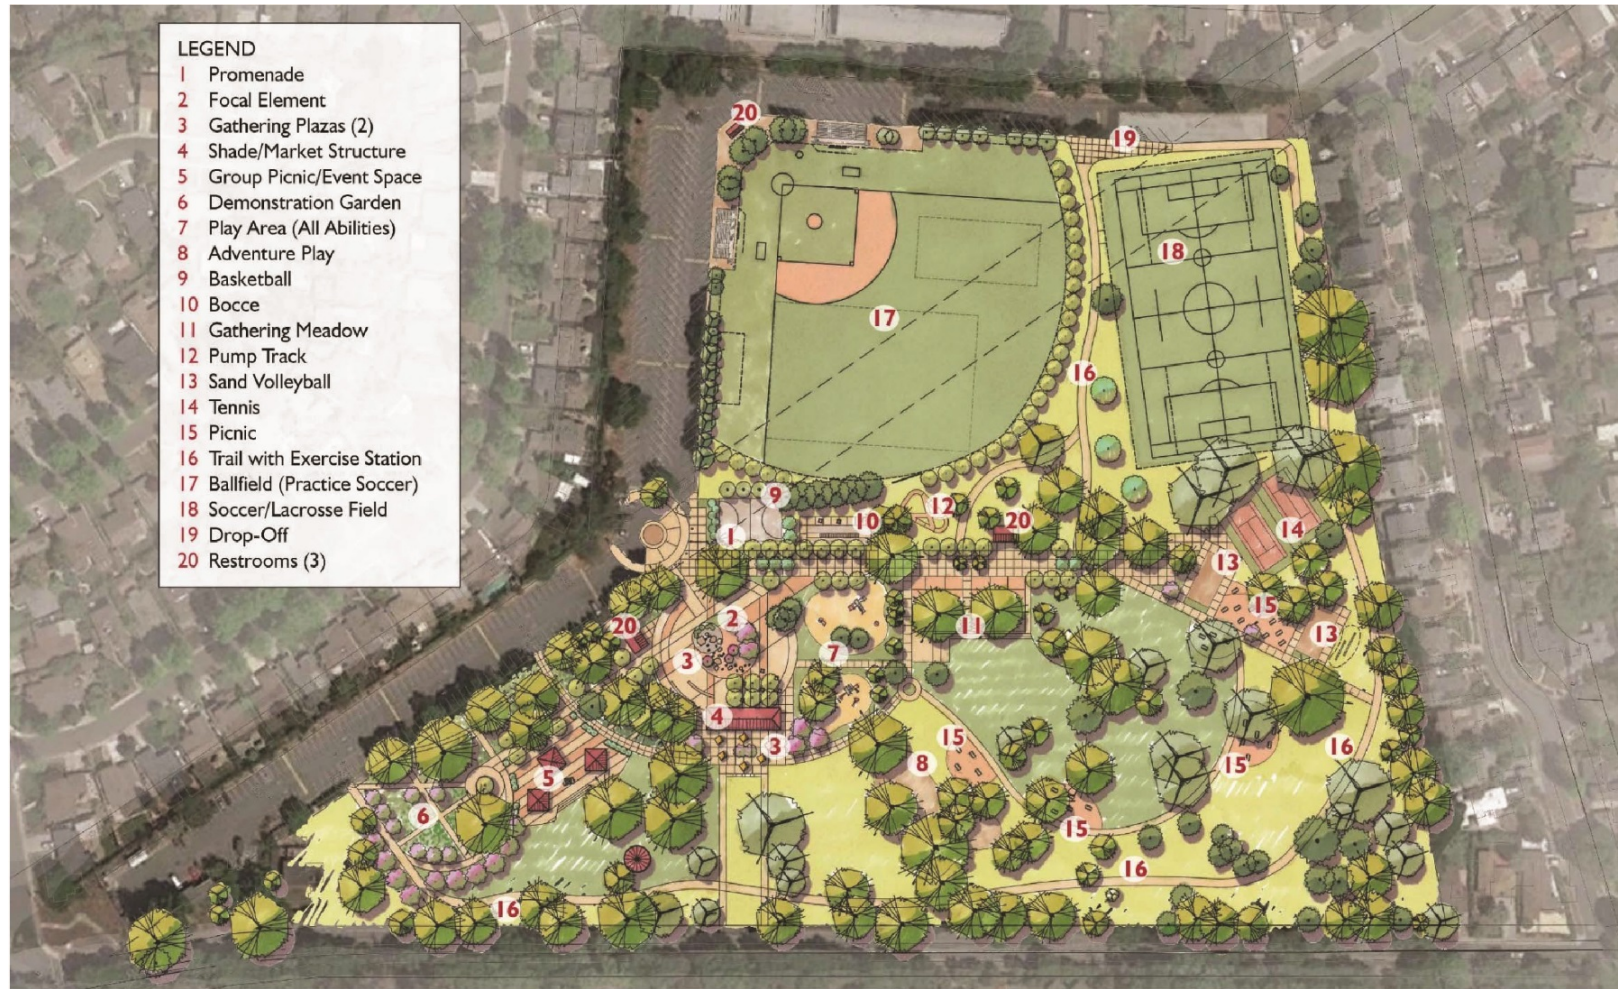 LEGEND
1 Promenade
2 Focal Element
3 Gathering Plazas (2)
4 Shade/Market Structure
5 Group Picnic/Event Space
6 Demonstration Garden
7 Play Area (All Abilities)
8 Adventure Play
9 Basketball
10 Bocce
11 Gathering Meadow
12 Pump Track
13 Sand Volleyball
14 Tennis
15 Picnic
16 Trail with Exercise Station
17 Ballfield (Practice Soccer)
18 Soccer/Lacrosse Field
19 Drop-Off
20 Restrooms (3)
20
19
18
17
16
9
10
12
20
14
1
13
2
20
15
11
13
7
3
4
3
15
16
5
8
15
6
15
16
16